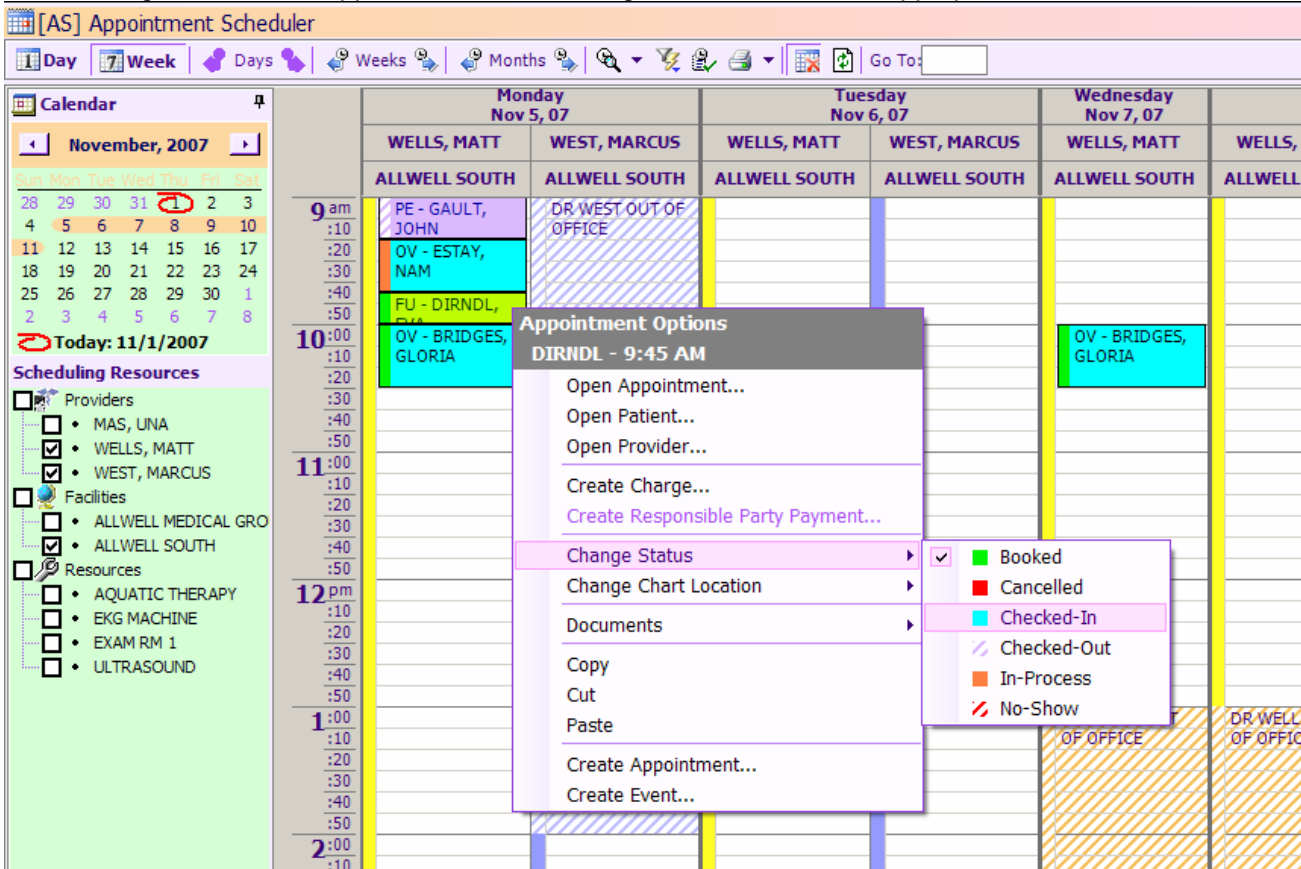 [AS] Appointment Scheduler
Day Week Days Weeks Months Go To:
Calendar
November, 2007
Sun Mon Tue Wed Thu Fri Sat
28 29 30 31 1 2 3
4 5 6 7 8 9 10
11 12 13 14 15 16 17
18 19 20 21 22 23 24
25 26 27 28 29 30 1
2 3 4 5 6 7 8
Today: 11/1/2007
Scheduling Resources
Providers
MAS, UNA
WELLS, MATT
WEST, MARCUS
Facilities
ALLWELL MEDICAL GRO
ALLWELL SOUTH
Resources
AQUATIC THERAPY
EKG MACHINE
EXAM RM 1
ULTRASOUND
Monday Tuesday Wednesday
Nov 5, 07 Nov 6, 07 Nov 7, 07
WELLS, MATT WEST, MARCUS WELLS, MATT WEST, MARCUS WELLS, MATT WELLS,
ALLWELL SOUTH ALLWELL SOUTH ALLWELL SOUTH ALLWELL SOUTH ALLWELL SOUTH ALLWELL
9 am
:10
:20
:30
:40
:50
10:00
:10
:20
:30
:40
:50
11:00
:10
:20
:30
:40
:50
12 pm
:10
:20
:30
:40
:50
1:00
:10
:20
:30
:40
:50
2:00
:10
PE - GAULT,
JOHN
OV - ESTAY,
NAM
FU - DIRNDL,
OV - BRIDGES,
GLORIA
DR WEST OUT OF
OFFICE
OV - BRIDGES,
GLORIA
OF OFFICE
DR WELL
OF OFFIC
Appointment Options
DIRNDL - 9:45 AM
Open Appointment...
Open Patient...
Open Provider...
Create Charge...
Create Responsible Party Payment...
Change Status
Change Chart Location
Documents
Copy
Cut
Paste
Create Appointment...
Create Event...
Booked
Cancelled
Checked-In
Checked-Out
In-Process
No-Show